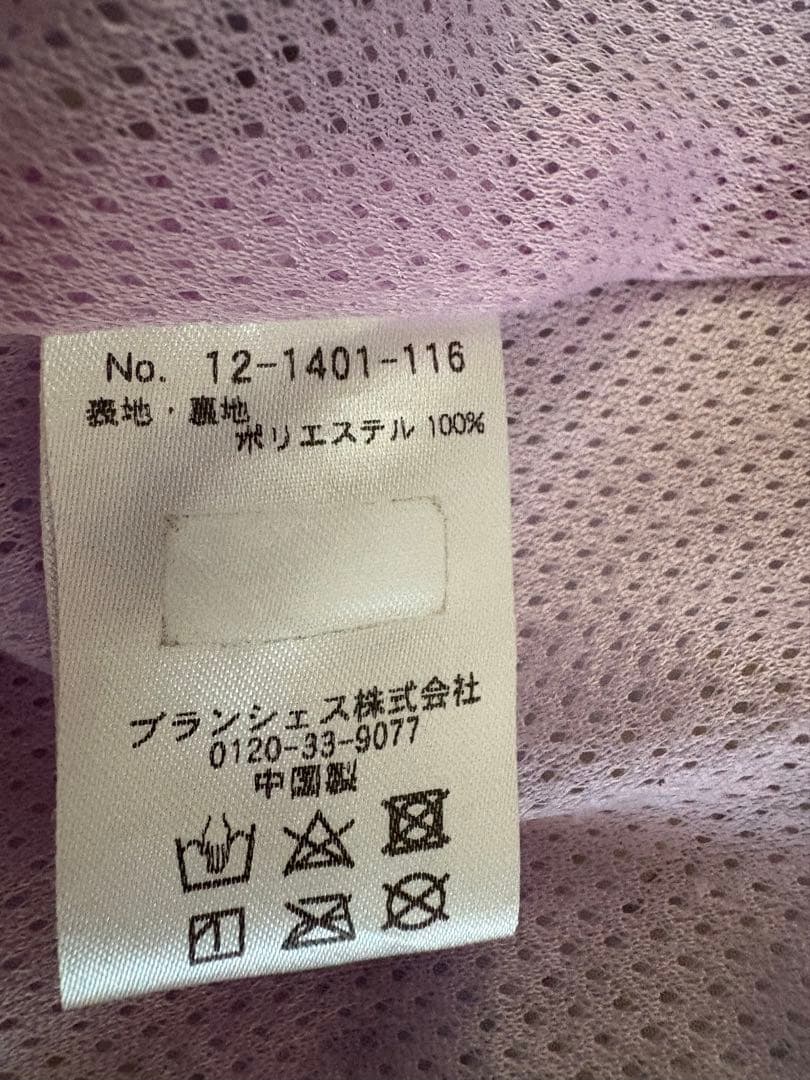 No. 12-1401-116
表地・裏地
ポリエステル 100%
ブランシェス株式会社
0120-33-9077
中国製